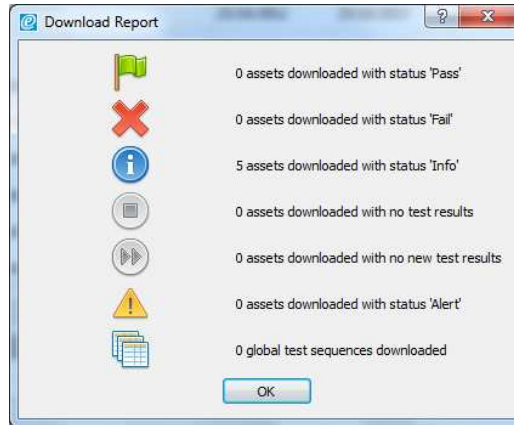 Download Report
0 assets downloaded with status 'Pass'
0 assets downloaded with status 'Fail'
5 assets downloaded with status 'Info'
0 assets downloaded with no test results
0 assets downloaded with no new test results
0 assets downloaded with status 'Alert'
0 global test sequences downloaded
OK